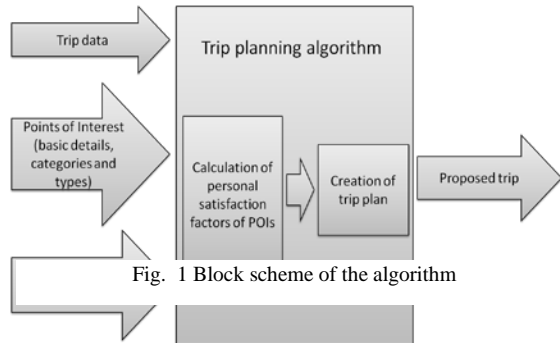 Trip data
Trip planning algorithm
Points of Interest
(basic details,
categories and
types)
Calculation of
personal
satisfaction
factors of POIs
Creation of
trip plan
Proposed trip
Fig. 1 Block scheme of the algorithm